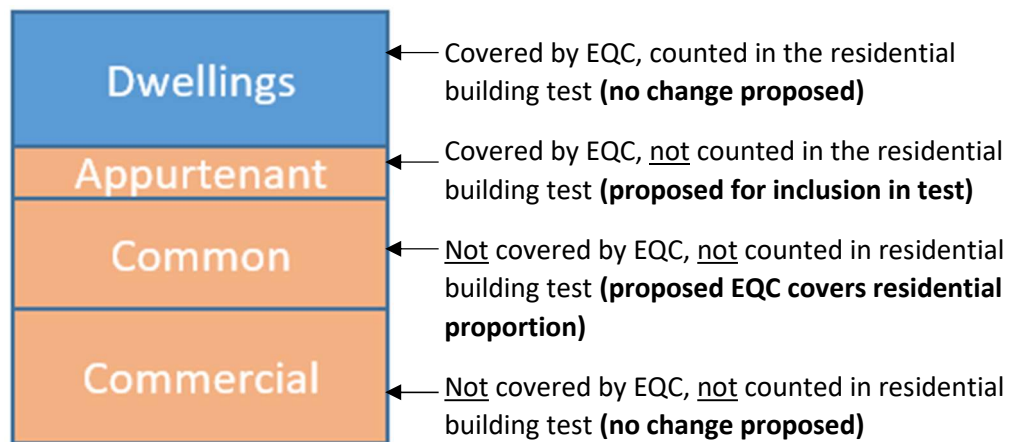 Dwellings
Covered by EQC, counted in the residential
building test (no change proposed)
Appurtenant
Covered by EQC, not counted in the residential
building test (proposed for inclusion in test)
Common
Not covered by EQC, not counted in residential
building test (proposed EQC covers residential
proportion)
Commercial
Not covered by EQC, not counted in residential
building test (no change proposed)